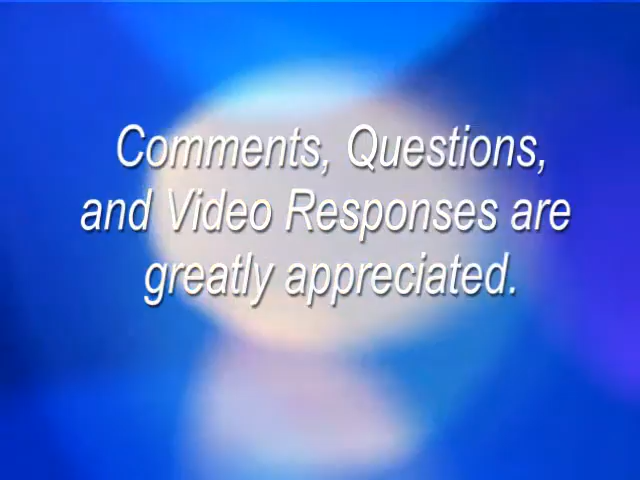 Comments, Questions,
and Video Responses are
greatly appreciated.